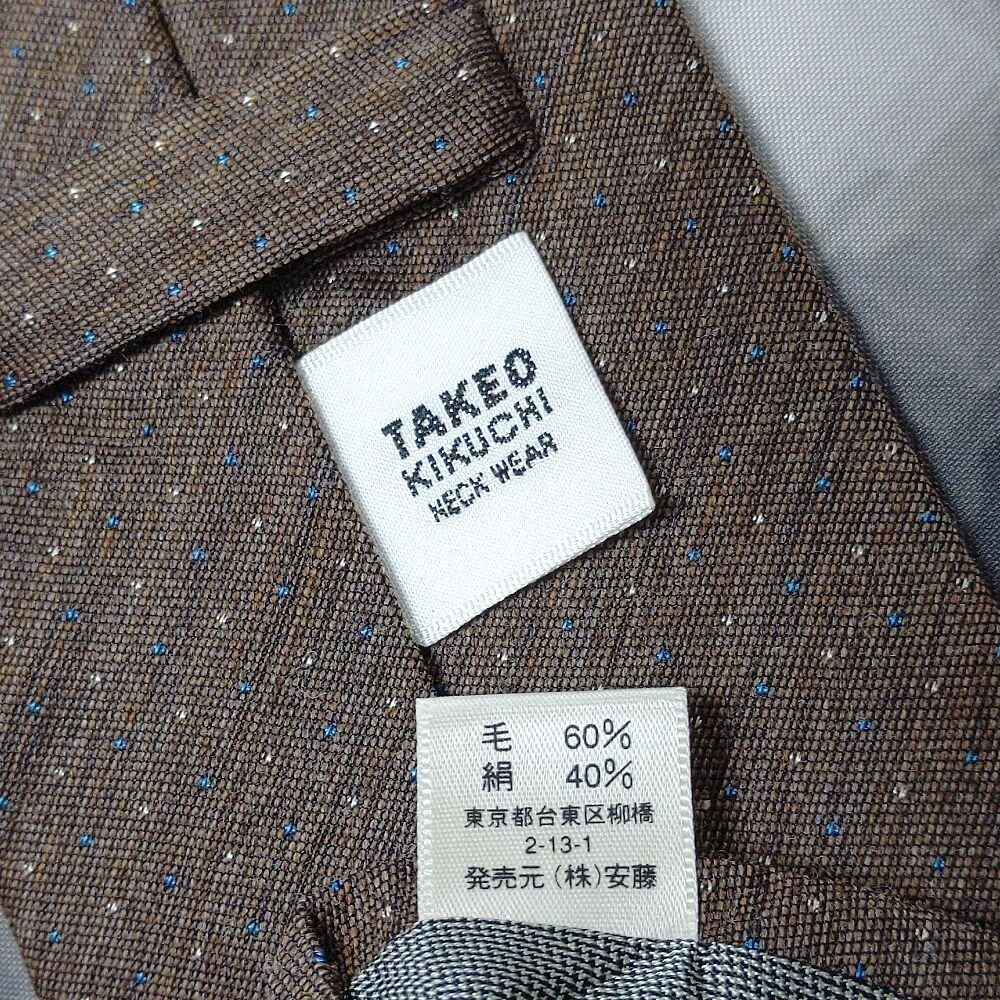 TAKEO
KIKUCHI
NECK WEAR
毛 60%
絹 40%
東京都台東区柳橋
2-13-1
発売元 (株)安藤